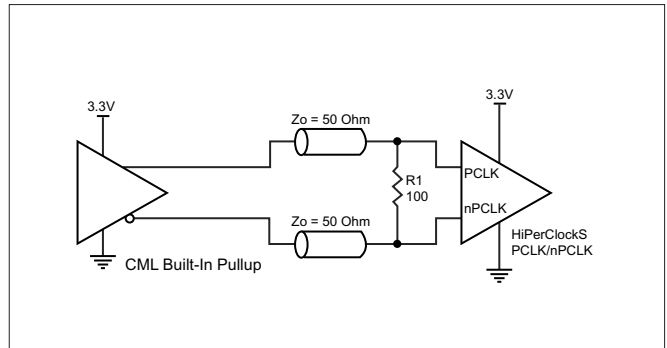 3.3V
Zo = 50 Ohm
3.3V
PCLK
R1
100
Zo = 50 Ohm
nPCLK
CML Built-In Pullup
HiPerClockS
PCLK/nPCLK